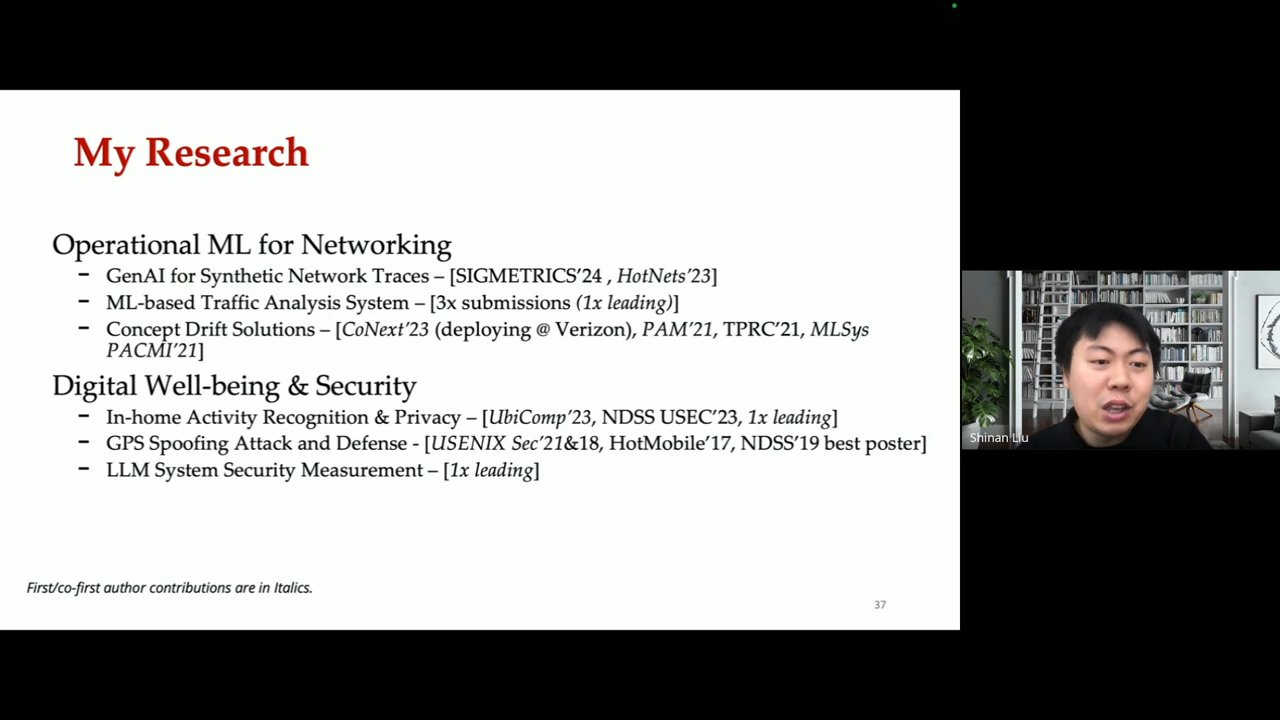 My Research
Operational ML for Networking
– GenAI for Synthetic Network Traces – [SIGMETRICS’24 , HotNets’23]
– ML-based Traffic Analysis System – [3x submissions (1x leading)]
– Concept Drift Solutions – [CoNext’23 (deploying @ Verizon), PAM’21, TPRC’21, MLSys
PACMI’21]
Digital Well-being & Security
– In-home Activity Recognition & Privacy – [UbiComp’23, NDSS USEC’23, 1x leading]
– GPS Spoofing Attack and Defense - [USENIX Sec’21&18, HotMobile’17, NDSS’19 best poster]
– LLM System Security Measurement – [1x leading]
First/co-first author contributions are in Italics.
37
Shinan Liu